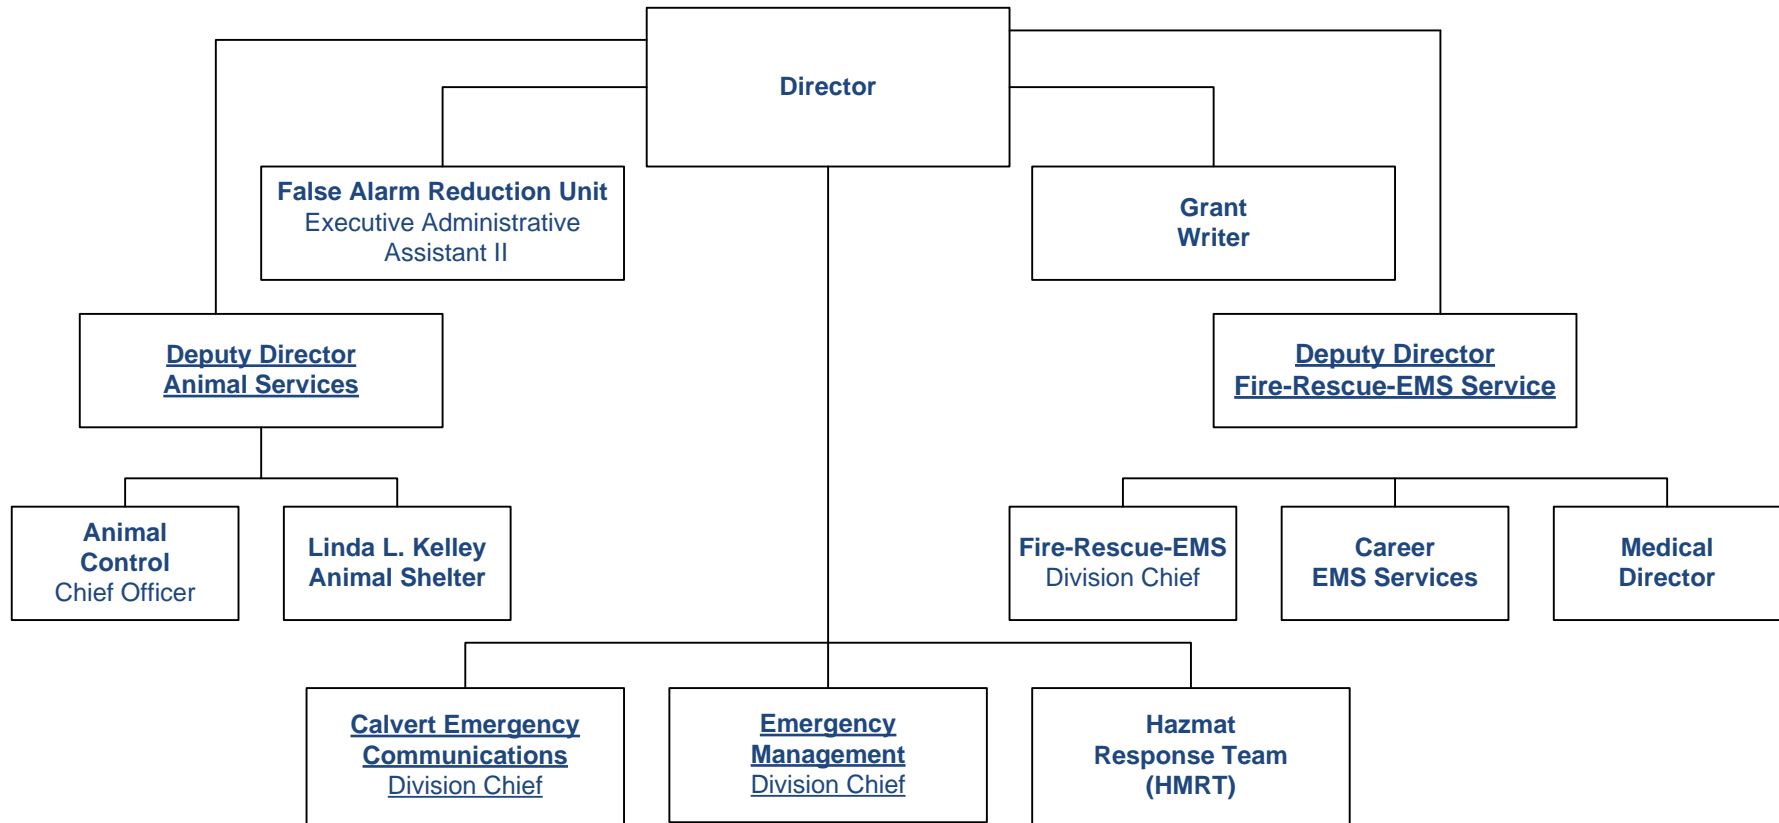 Director
False Alarm Reduction Unit
Executive Administrative
Assistant II
Grant
Writer
Deputy Director
Animal Services
Deputy Director
Fire-Rescue-EMS Service
Animal
Control
Chief Officer
Linda L. Kelley
Animal Shelter
Fire-Rescue-EMS
Division Chief
Career
EMS Services
Medical
Director
Calvert Emergency
Communications
Division Chief
Emergency
Management
Division Chief
Hazmat
Response Team
(HMRT)